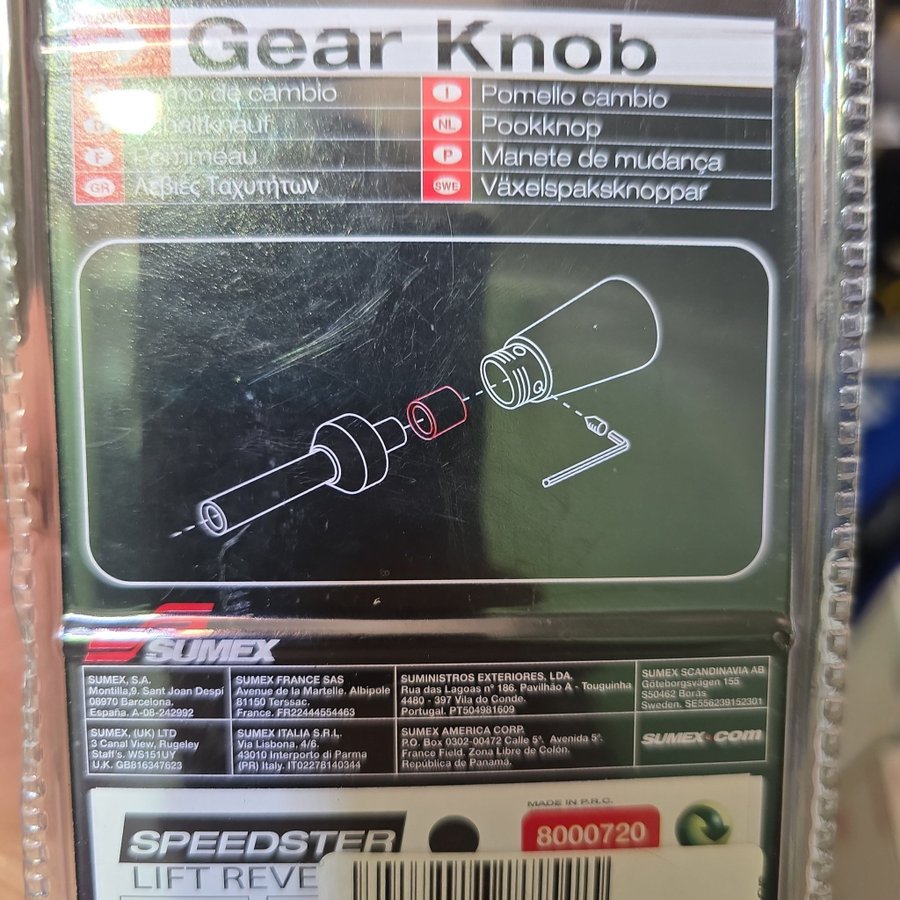 Gear Knob
de cambio
I Pomello cambio
NL Pookknop
F Pommeau
P Manete de mudança
GR Λεβιες Ταχυτήτων
SWE Växelspaksknoppar
SUMEX
SUMEX, S.A.
Montilla,9. Sant Joan Despí
08970 Barcelona.
España. A-08-242992
SUMEX FRANCE SAS
Avenue de la Martelle. Albipole
81150 Terssac.
France. FR22444554463
SUMINISTROS EXTERIORES, LDA.
Rua das Lagoas nº 186. Pavilhão A - Touguinha
4480 - 397 Vila do Conde.
Portugal. PT504981609
SUMEX SCANDINAVIA AB
Göteborgsvägen 155
S50462 Borås
Sweden. SE556239152301
SUMEX, (UK) LTD
3 Canal View, Rugeley
Staff's. WS151UY
U.K. GB816347623
SUMEX ITALIA S.R.L.
Via Lisbona, 4/6.
43010 Interporto di Parma
(PR) Italy. IT02278140344
SUMEX AMERICA CORP.
P.O. Box 0302-00472 Calle 5ª. Avenida 5ª.
France Field. Zona Libre de Colón.
República de Panamá.
SUMEX.COM
MADE IN P.R.C.
SPEEDSTER
8000720
LIFT REVE